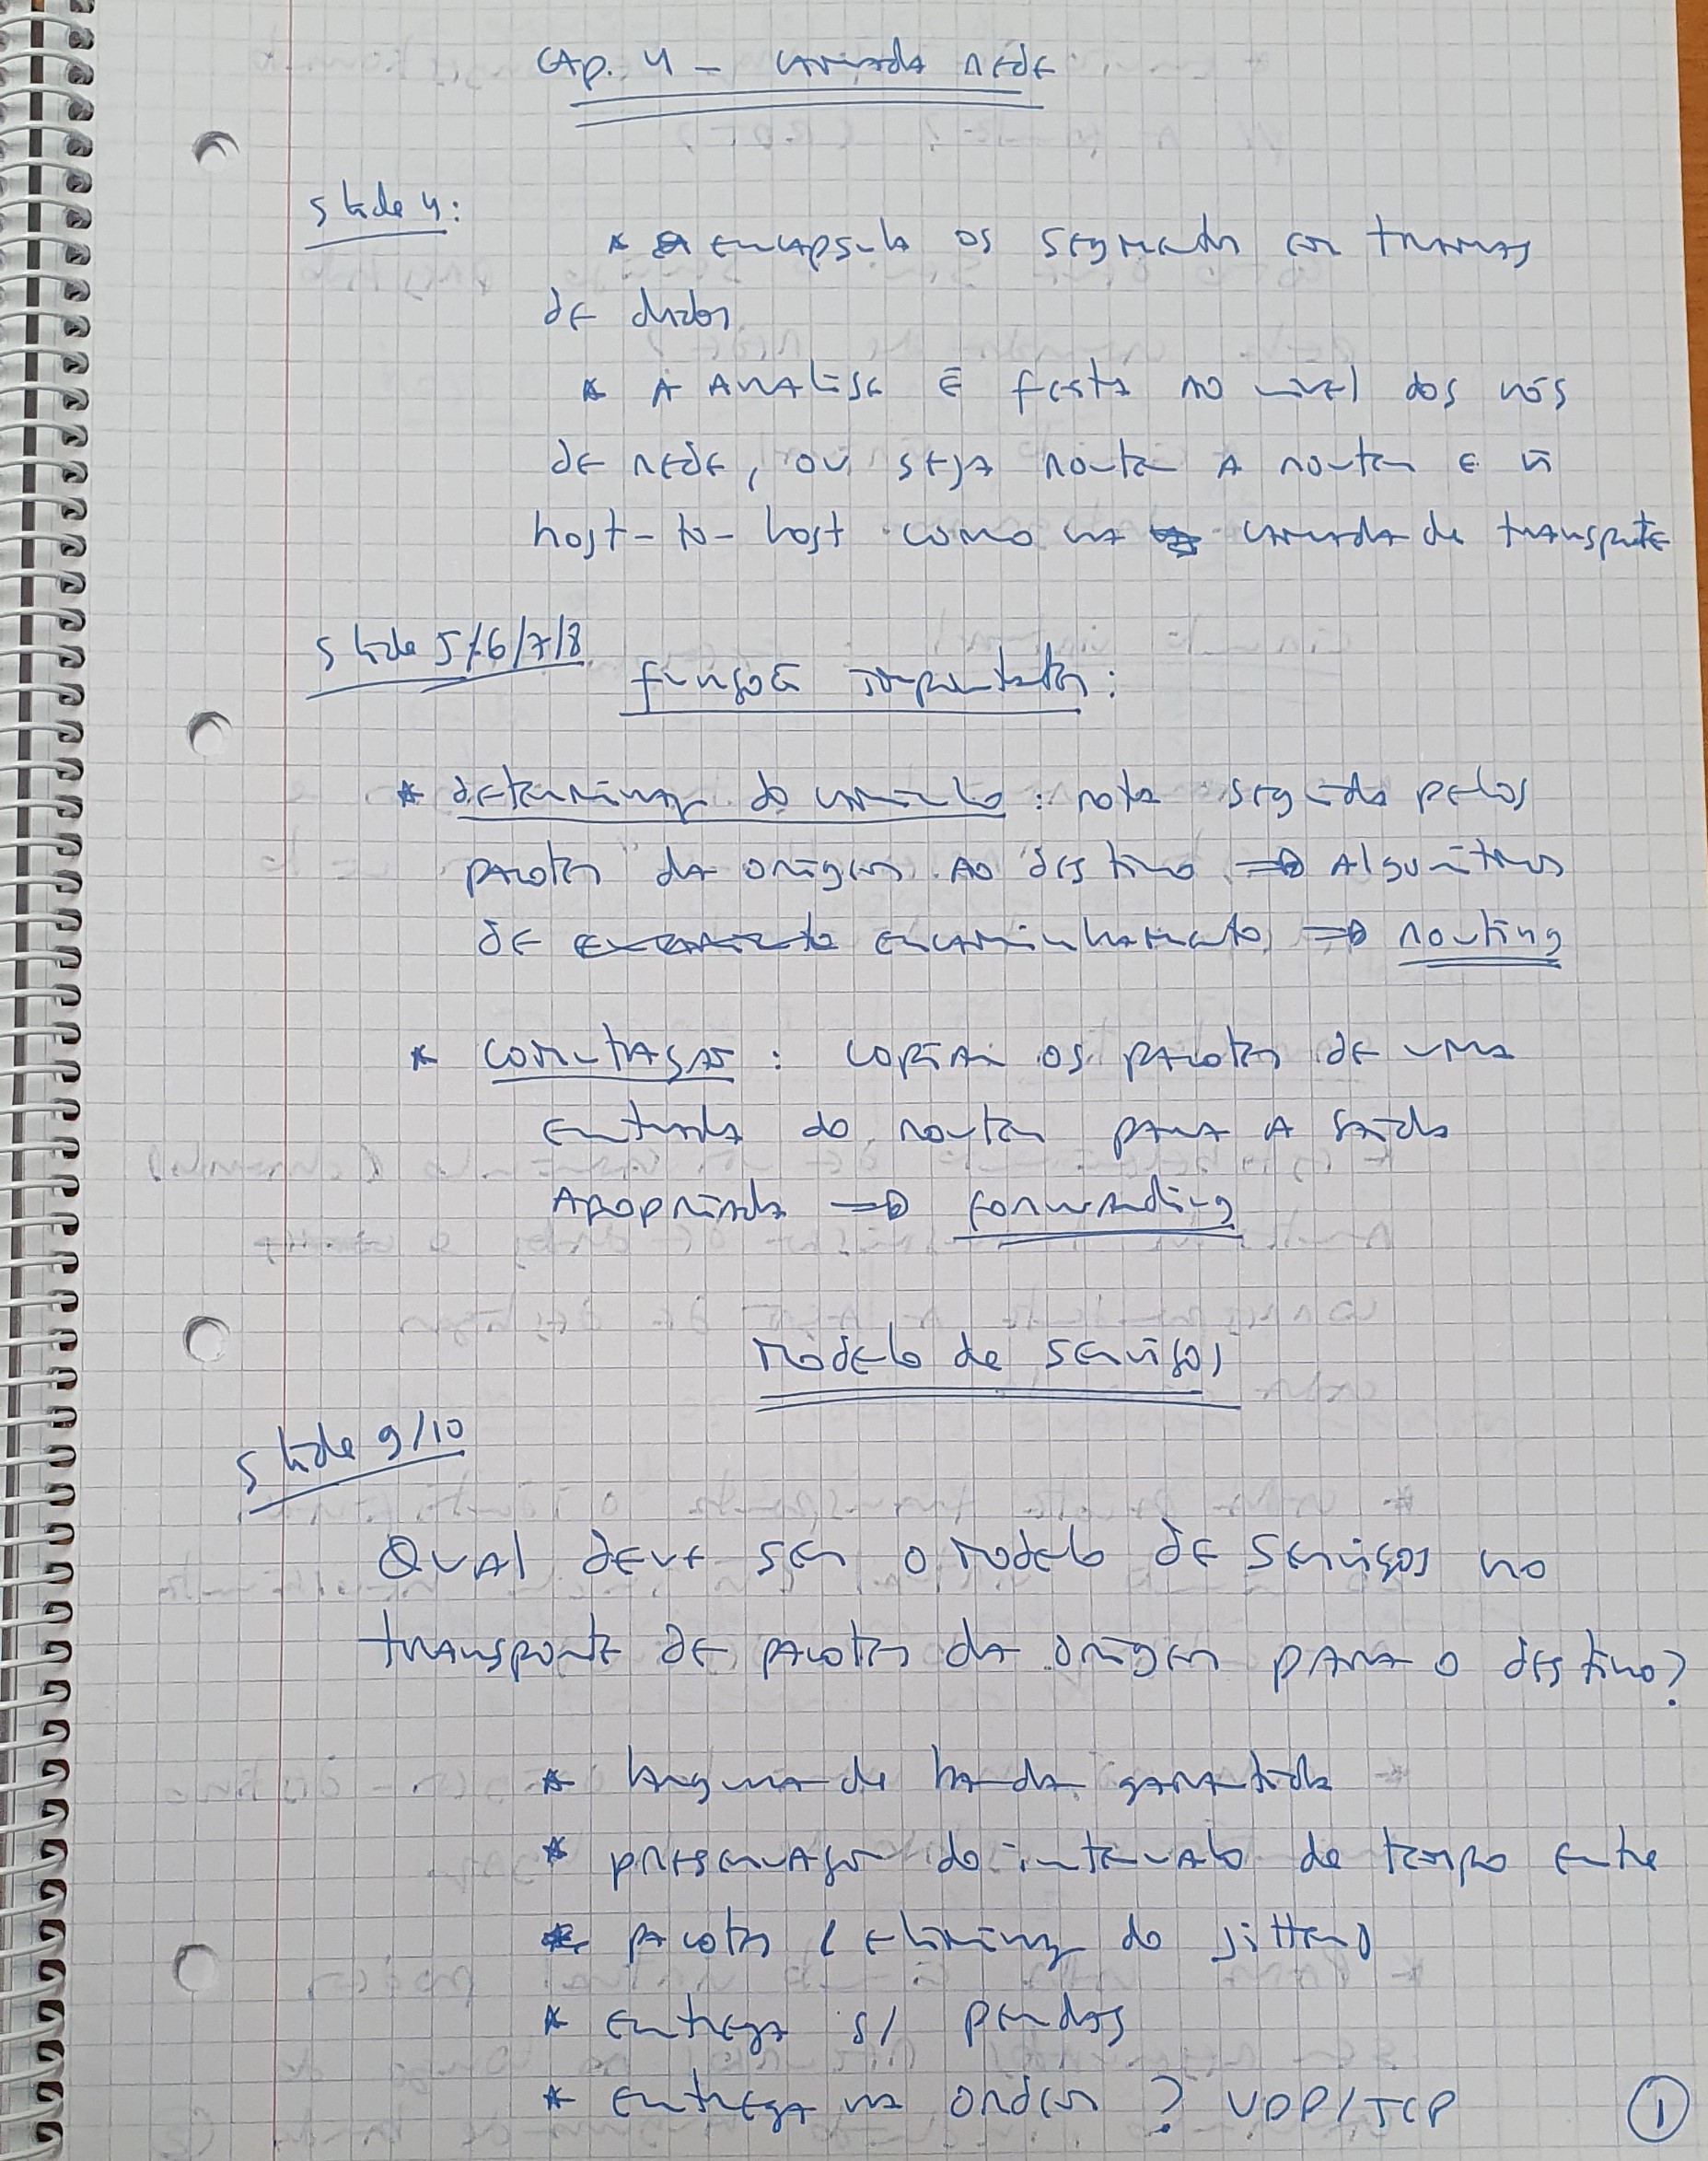 Cap. 4 - camada rede
slide 4:
* encapsula os segmentos em tramas
de dados
* A análise é feita ao nível dos nós
de rede, ou seja router a router e ñ
host-to-host como na camada de transporte
slide 5/6/7/8
funções importantes:
* determinação do caminho: rota seguida pelos
pacotes da origem ao destino => Algoritmos
de encaminhamento => routing
* comutação: copiar os pacotes de uma
entrada do router para a saída
apropriada => forwarding
Modelo de serviços
slide 9/10
Qual deve ser o modelo de serviços no
transporte de pacotes da origem para o destino?
* largura de banda garantida
* preservação do intervalo de tempo entre
pacotes (eliminação do jitter)
* entrega s/ perdas
* entrega na ordem ? UDP/TCP
1